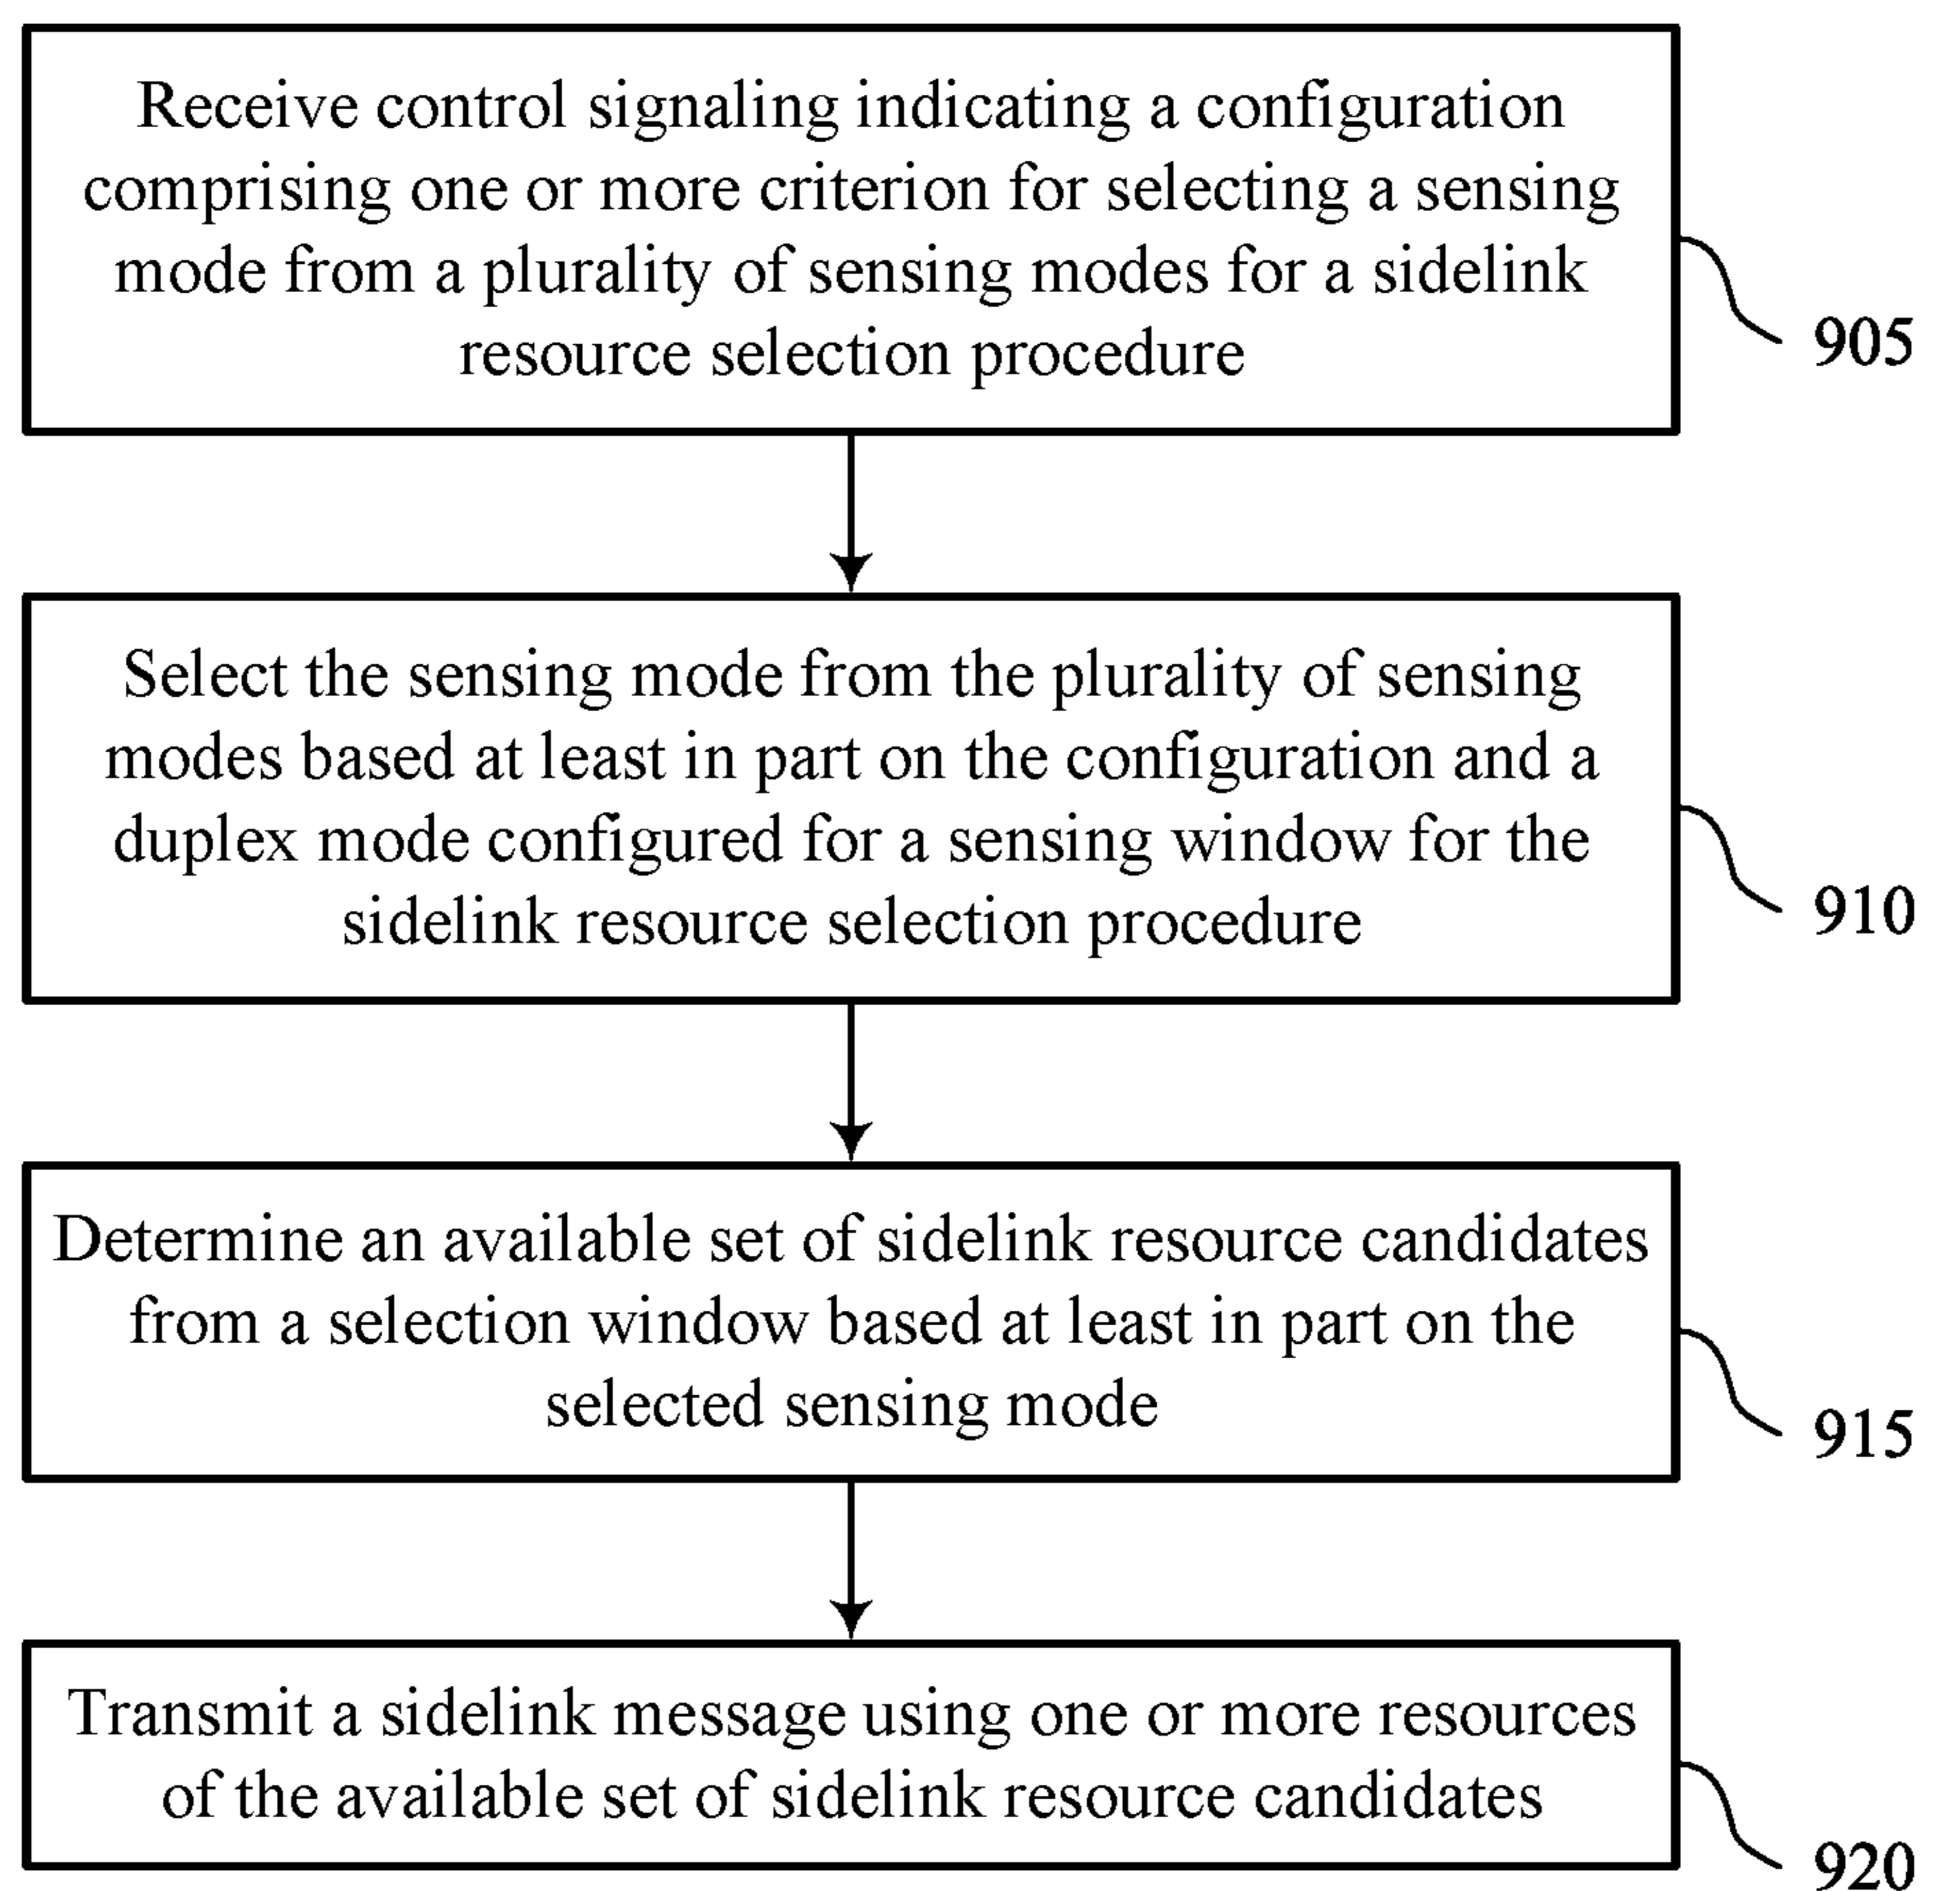 Receive control signaling indicating a configuration
comprising one or more criterion for selecting a sensing
mode from a plurality of sensing modes for a sidelink
resource selection procedure
905
Select the sensing mode from the plurality of sensing
modes based at least in part on the configuration and a
duplex mode configured for a sensing window for the
sidelink resource selection procedure
910
Determine an available set of sidelink resource candidates
from a selection window based at least in part on the
selected sensing mode
915
Transmit a sidelink message using one or more resources
of the available set of sidelink resource candidates
920